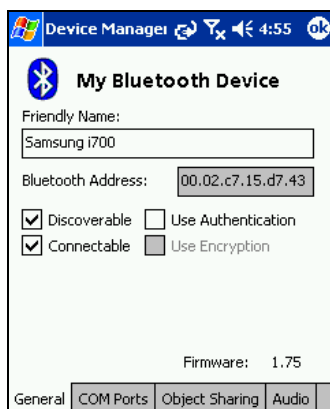 Device Manager 4:55 ok
My Bluetooth Device
Friendly Name:
Samsung i700
Bluetooth Address: 00.02.c7.15.d7.43
Discoverable Use Authentication
Connectable Use Encryption
Firmware: 1.75
General COM Ports Object Sharing Audio